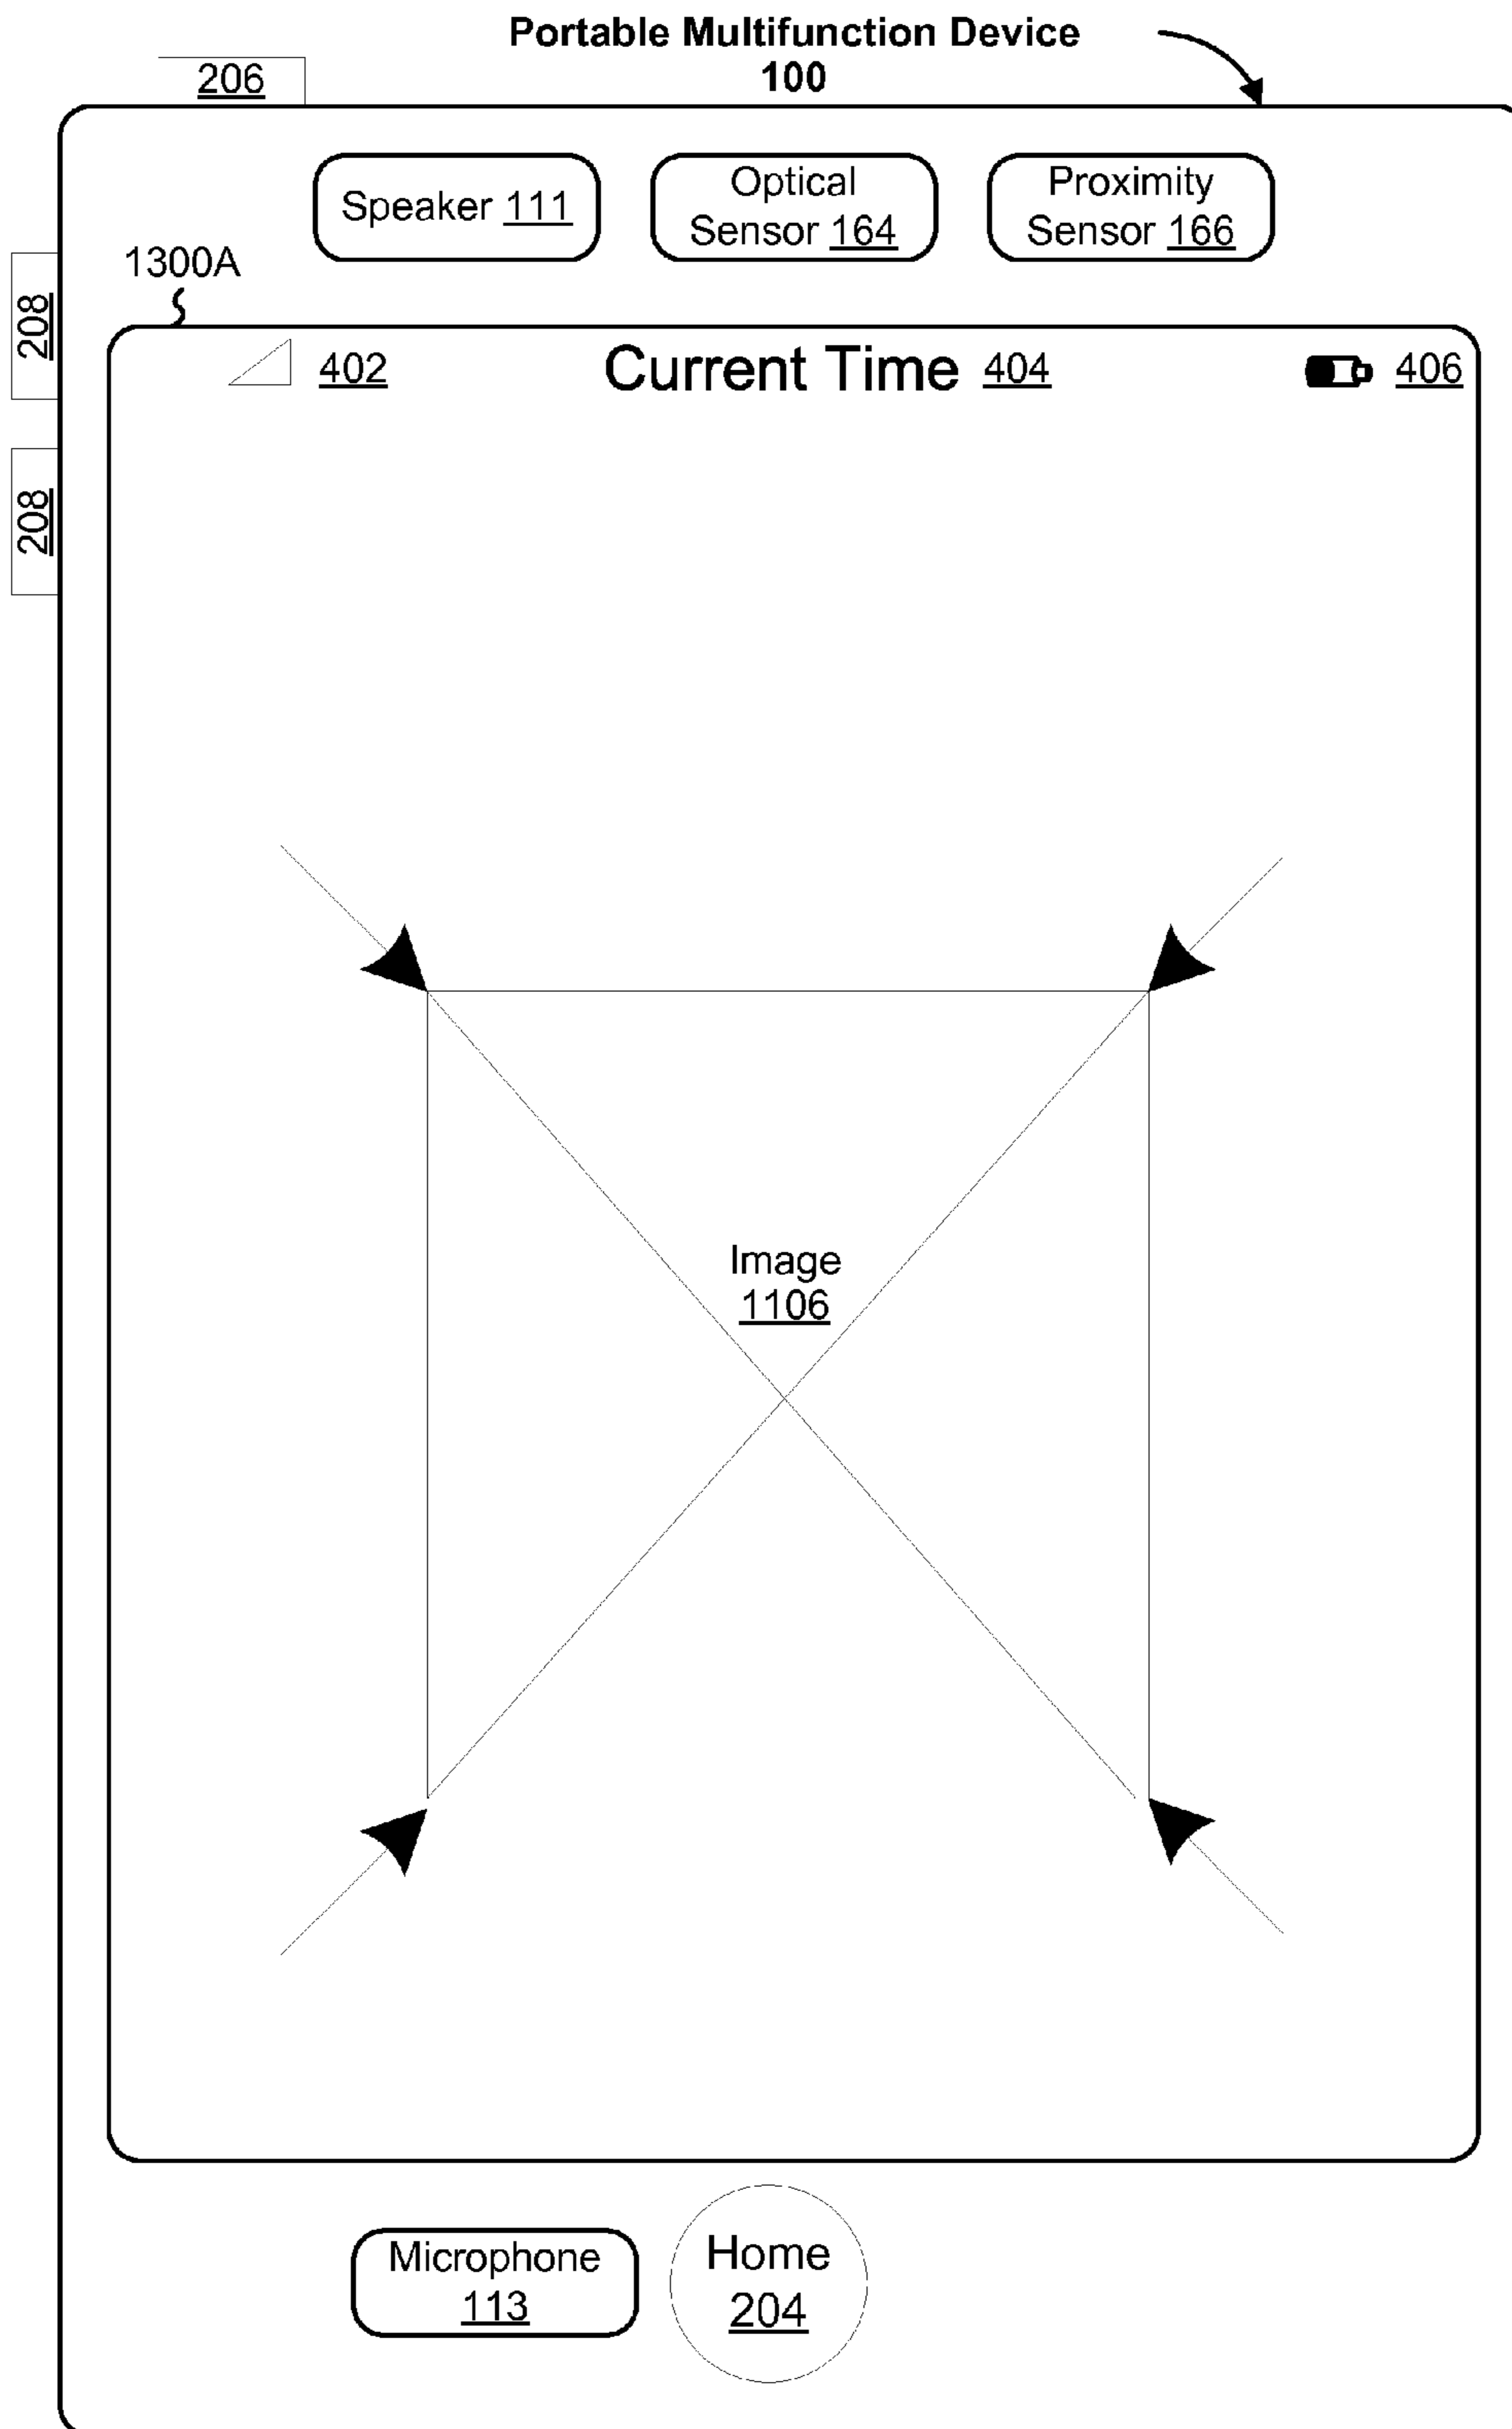 Portable Multifunction Device
100
206
Speaker 111
Optical
Sensor 164
Proximity
Sensor 166
1300A
208
402
Current Time 404
406
208
Image
1106
Microphone
113
Home
204